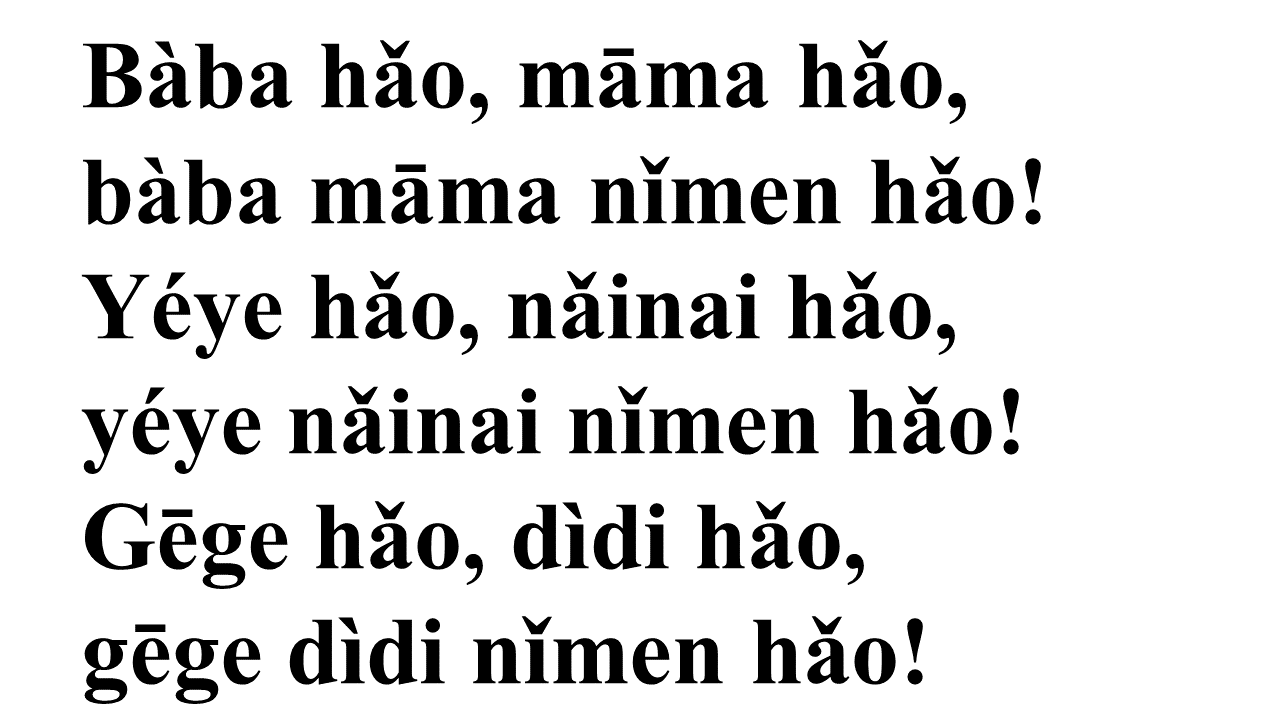 Bàba hǎo, māma hǎo,
bàba māma nǐmen hǎo!
Yéye hǎo, nǎinai hǎo,
yéye nǎinai nǐmen hǎo!
Gēge hǎo, dìdi hǎo,
gēge dìdi nǐmen hǎo!